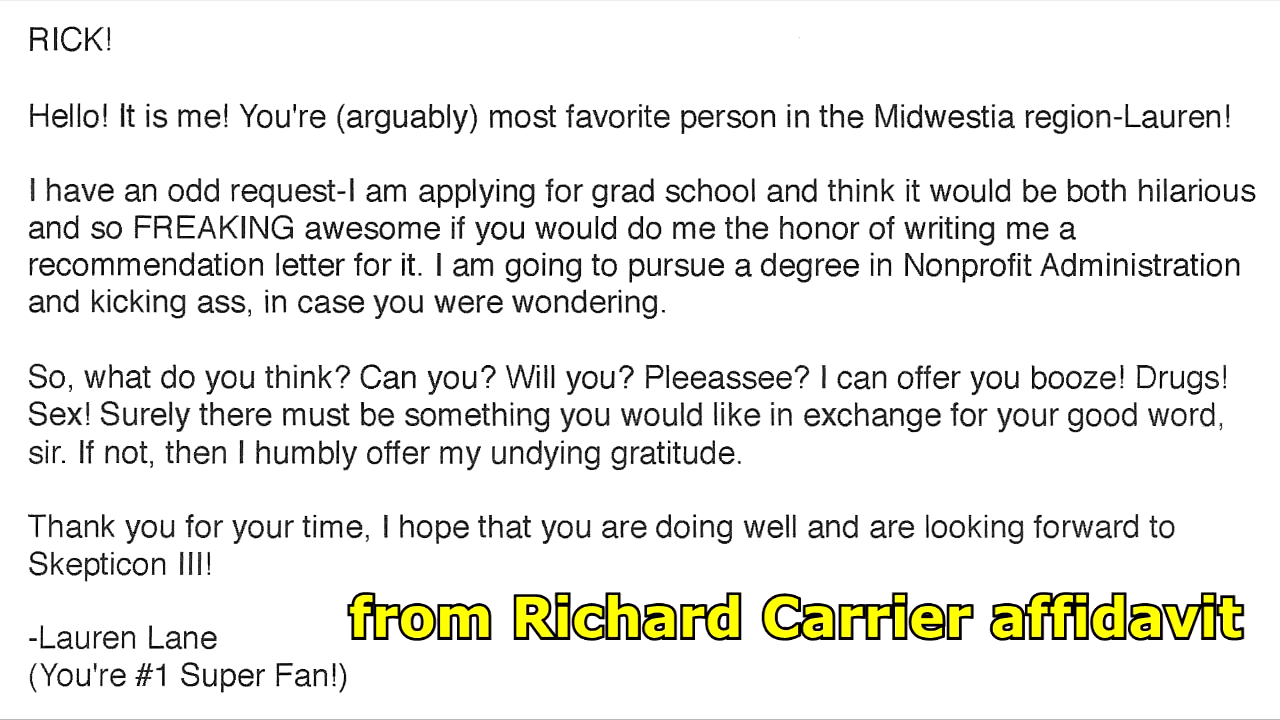 RICK!
Hello! It is me! You're (arguably) most favorite person in the Midwestia region-Lauren!
I have an odd request-I am applying for grad school and think it would be both hilarious
and so FREAKING awesome if you would do me the honor of writing me a
recommendation letter for it. I am going to pursue a degree in Nonprofit Administration
and kicking ass, in case you were wondering.
So, what do you think? Can you? Will you? Pleeassee? I can offer you booze! Drugs!
Sex! Surely there must be something you would like in exchange for your good word,
sir. If not, then I humbly offer my undying gratitude.
Thank you for your time, I hope that you are doing well and are looking forward to
Skepticon III!
-Lauren Lane
(You're #1 Super Fan!)
from Richard Carrier affidavit